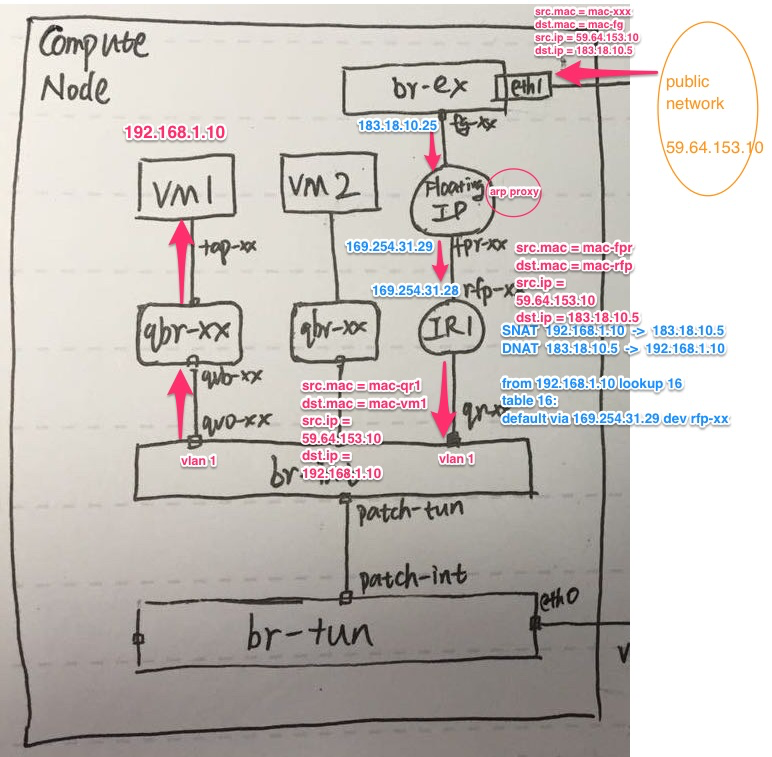 Compute
Node
src.mac = mac-xxx
dst.mac = mac-fg
src.ip = 59.64.153.10
dst.ip = 183.18.10.5
br-ex
eth1
public
network
59.64.153.10
fg-xx
183.18.10.25
192.168.1.10
VM1
VM2
Floating
IP
arp proxy
tap-xx
169.254.31.29
fpr-xx
src.mac = mac-fpr
dst.mac = mac-rfp
src.ip =
59.64.153.10
dst.ip = 183.18.10.5
169.254.31.28
rfp-x
qbr-xx
qbr-xx
IR1
SNAT 192.168.1.10 -> 183.18.10.5
DNAT 183.18.10.5 -> 192.168.1.10
qvb-xx
src.mac = mac-qr1
dst.mac = mac-vm1
src.ip =
59.64.153.10
dst.ip =
192.168.1.10
from 192.168.1.10 lookup 16
table 16:
default via 169.254.31.29 dev rfp-xx
qvo-xx
qr-x
vlan 1
vlan 1
patch-tun
patch-int
eth0
br-tun